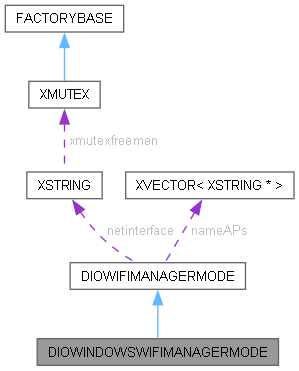 FACTORYBASE
XMUTEX
xmutexfreemen
XSTRING
XVECTOR< XSTRING * >
netinterface
nameAPs
DIOWIFIMANAGERMODE
DIOWINDOWSWIFIMANAGERMODE